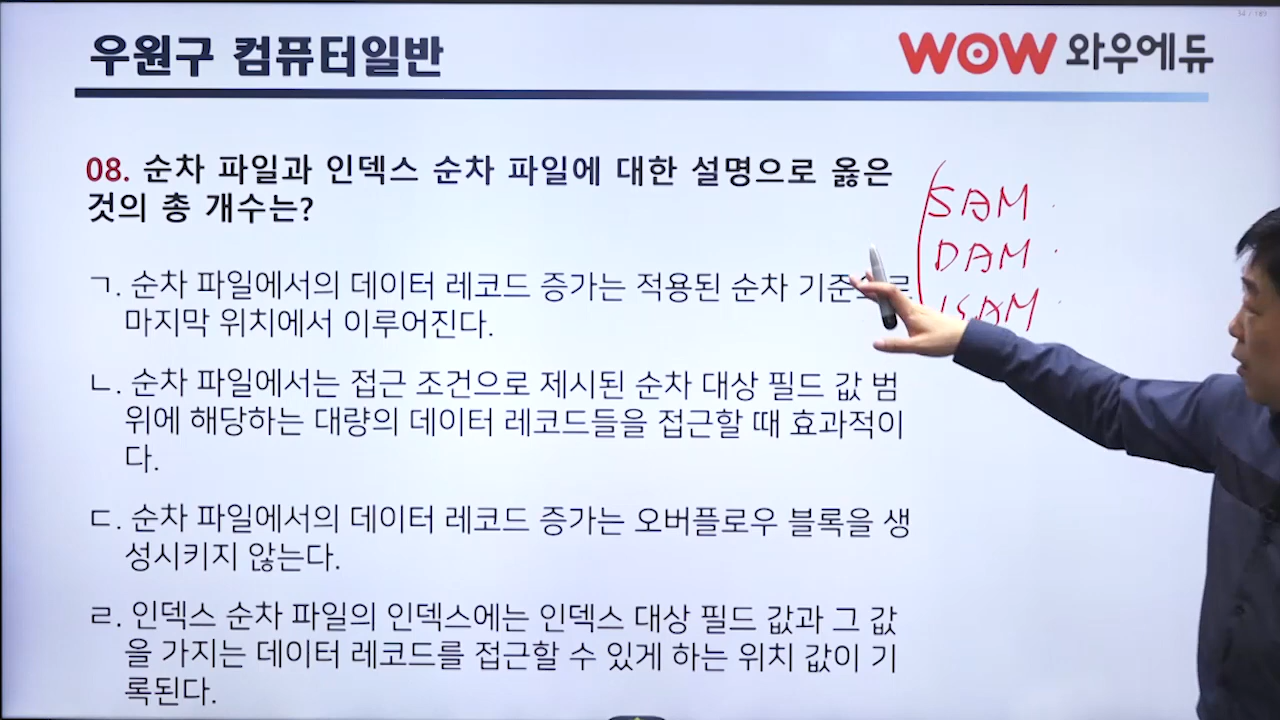 우원구 컴퓨터일반
WOW 와우에듀
08. 순차 파일과 인덱스 순차 파일에 대한 설명으로 옳은
것의 총 개수는?
SAM
DAM
ISAM
ㄱ. 순차 파일에서의 데이터 레코드 증가는 적용된 순차 기준으로
마지막 위치에서 이루어진다.
ㄴ. 순차 파일에서는 접근 조건으로 제시된 순차 대상 필드 값 범
위에 해당하는 대량의 데이터 레코드들을 접근할 때 효과적이
다.
ㄷ. 순차 파일에서의 데이터 레코드 증가는 오버플로우 블록을 생
성시키지 않는다.
ㄹ. 인덱스 순차 파일의 인덱스에는 인덱스 대상 필드 값과 그 값
을 가지는 데이터 레코드를 접근할 수 있게 하는 위치 값이 기
록된다.